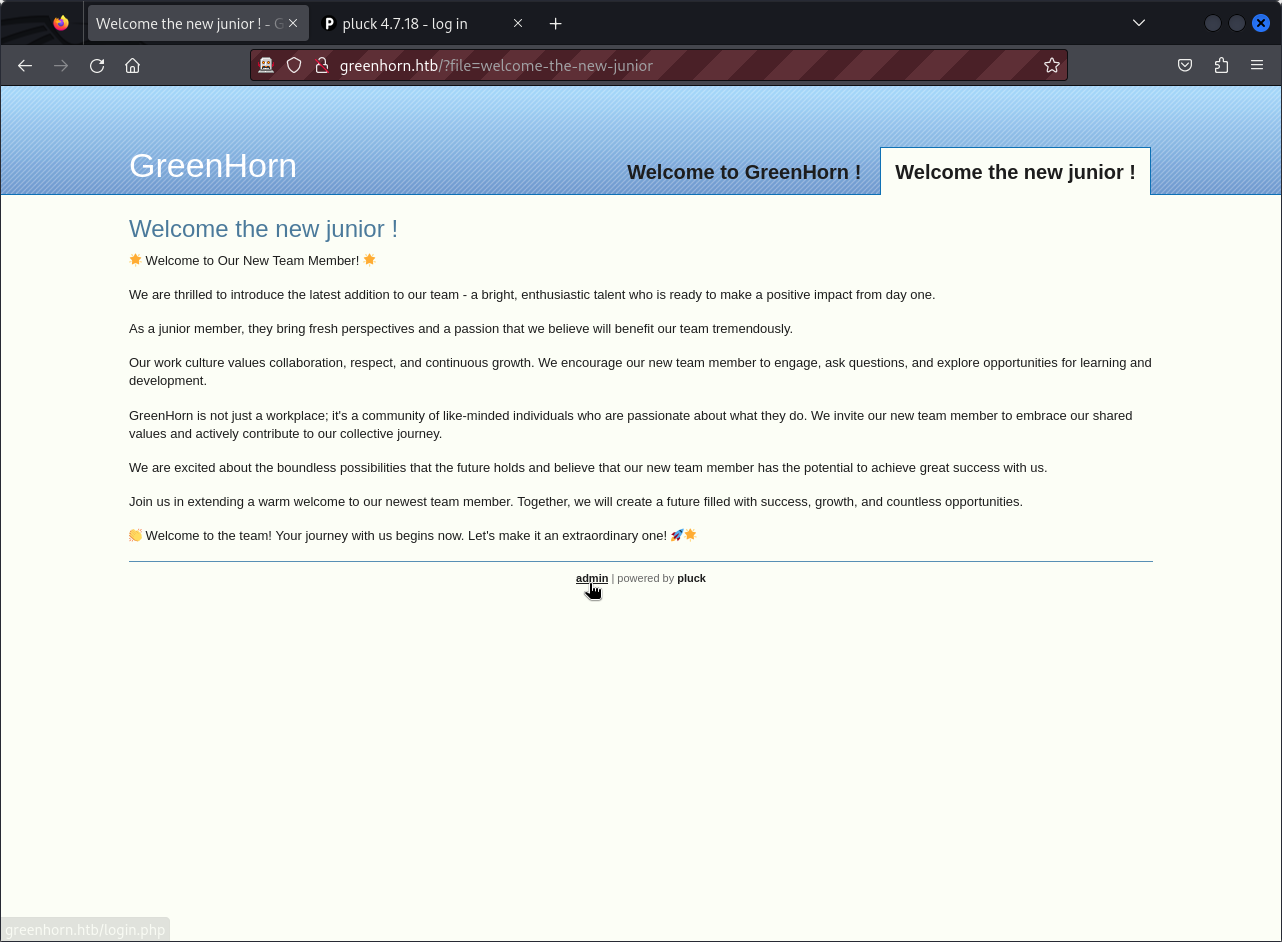 Welcome the new junior ! - G
P pluck 4.7.18 - log in
greenhorn.htb/?file=welcome-the-new-junior
GreenHorn
Welcome to GreenHorn !
Welcome the new junior !
Welcome the new junior !
🌟 Welcome to Our New Team Member! 🌟
We are thrilled to introduce the latest addition to our team - a bright, enthusiastic talent who is ready to make a positive impact from day one.
As a junior member, they bring fresh perspectives and a passion that we believe will benefit our team tremendously.
Our work culture values collaboration, respect, and continuous growth. We encourage our new team member to engage, ask questions, and explore opportunities for learning and
development.
GreenHorn is not just a workplace; it's a community of like-minded individuals who are passionate about what they do. We invite our new team member to embrace our shared
values and actively contribute to our collective journey.
We are excited about the boundless possibilities that the future holds and believe that our new team member has the potential to achieve great success with us.
Join us in extending a warm welcome to our newest team member. Together, we will create a future filled with success, growth, and countless opportunities.
👏 Welcome to the team! Your journey with us begins now. Let's make it an extraordinary one! 🚀🌟
admin | powered by pluck
greenhorn.htb/login.php